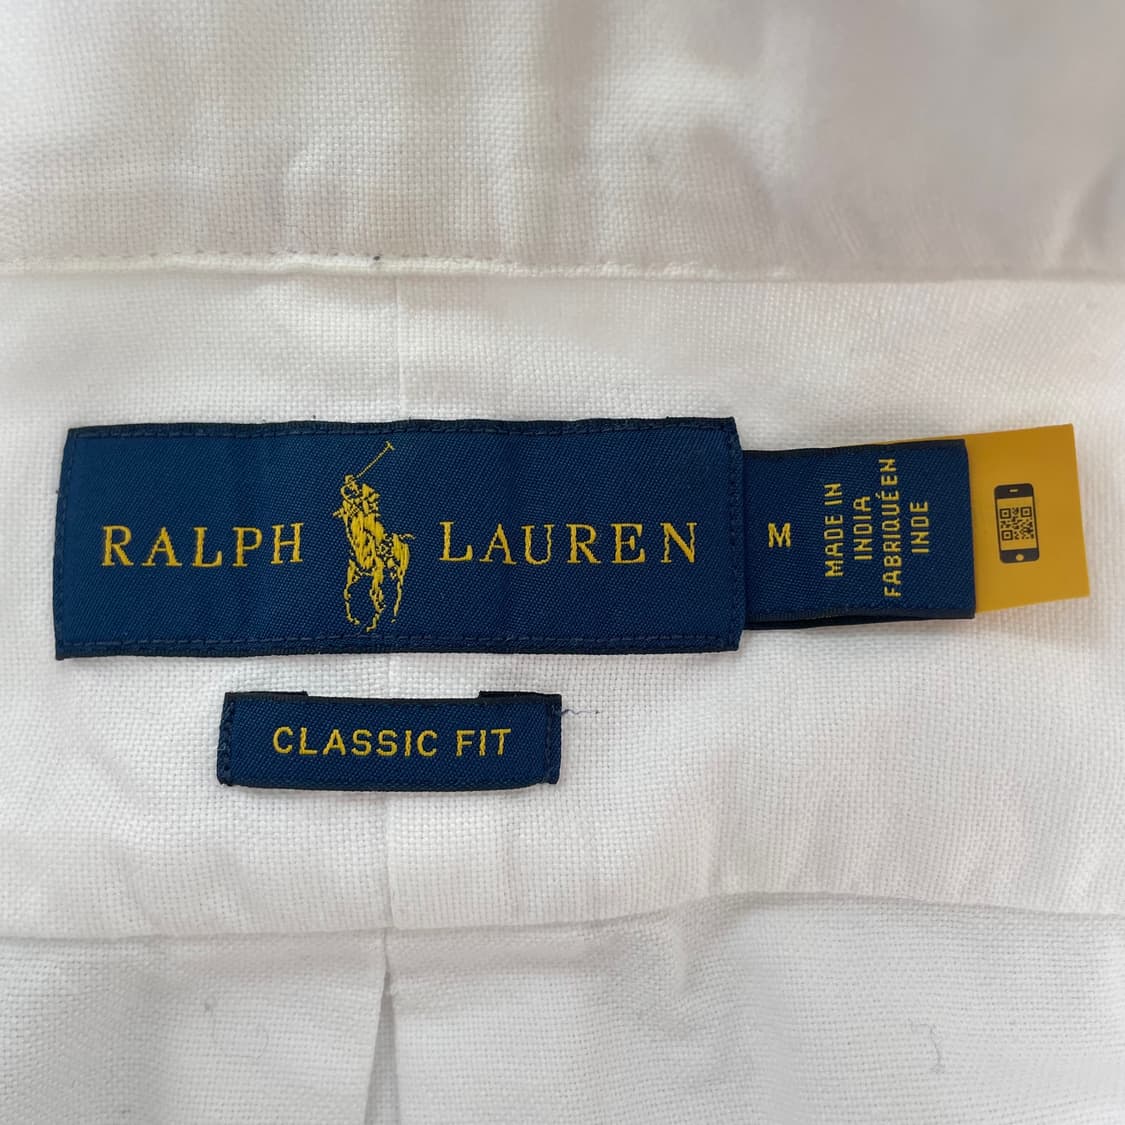 RALPH LAUREN
M
MADE IN
INDIA
FABRIQUÉ EN
INDE
CLASSIC FIT